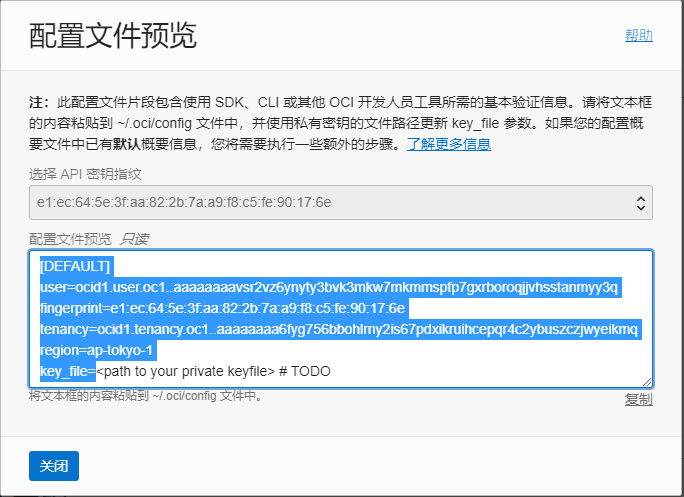 配置文件预览
帮助
注：此配置文件片段包含使用 SDK、CLI 或其他 OCI 开发人员工具所需的基本验证信息。请将文本框
的内容粘贴到 ~/.oci/config 文件中，并使用私有密钥的文件路径更新 key_file 参数。如果您的配置概
要文件中已有默认概要信息，您将需要执行一些额外的步骤。了解更多信息
选择 API 密钥指纹
e1:ec:64:5e:3f:aa:82:2b:7a:a9:f8:c5:fe:90:17:6e
配置文件预览 只读
[DEFAULT]
user=ocid1.user.oc1..aaaaaaaavsr2vz6ynyty3bvk3mkw7mkmmspfp7gxrboroqjjvhsstanmyy3q
fingerprint=e1:ec:64:5e:3f:aa:82:2b:7a:a9:f8:c5:fe:90:17:6e
tenancy=ocid1.tenancy.oc1..aaaaaaaa6fyg756bbohlmy2is67pdxikruihcepqr4c2ybuszczjwyeikmq
region=ap-tokyo-1
key_file=<path to your private keyfile> # TODO
将文本框的内容粘贴到 ~/.oci/config 文件中。
复制
关闭